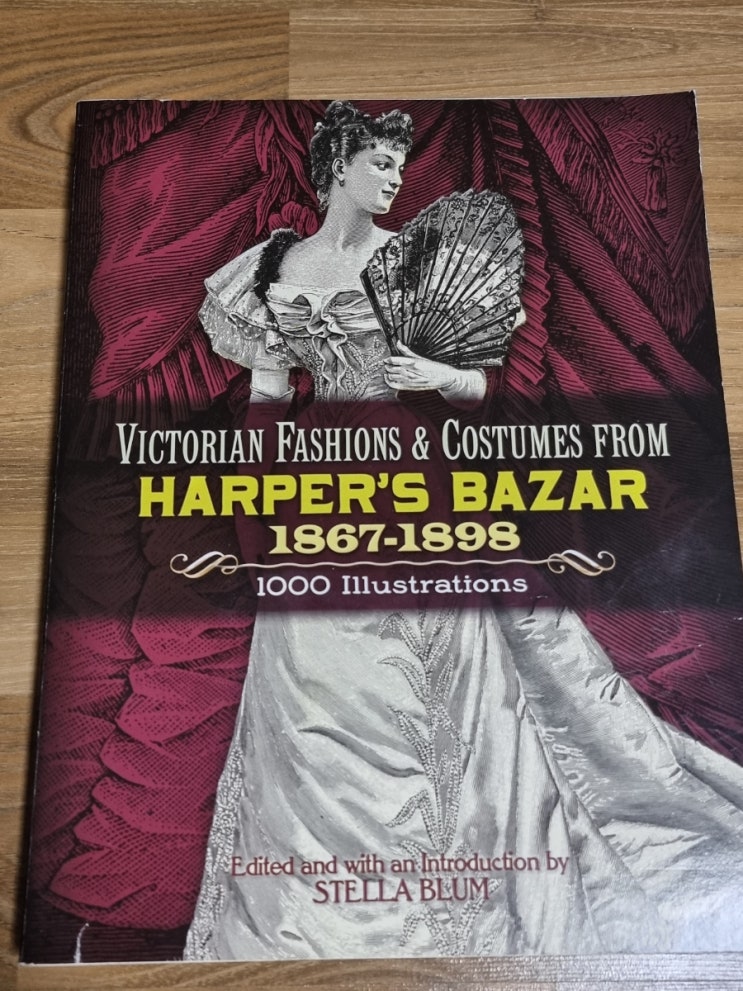 VICTORIAN FASHIONS & COSTUMES FROM
HARPER'S BAZAR
1867-1898
1000 Illustrations
Edited and with an Introduction by
STELLA BLUM